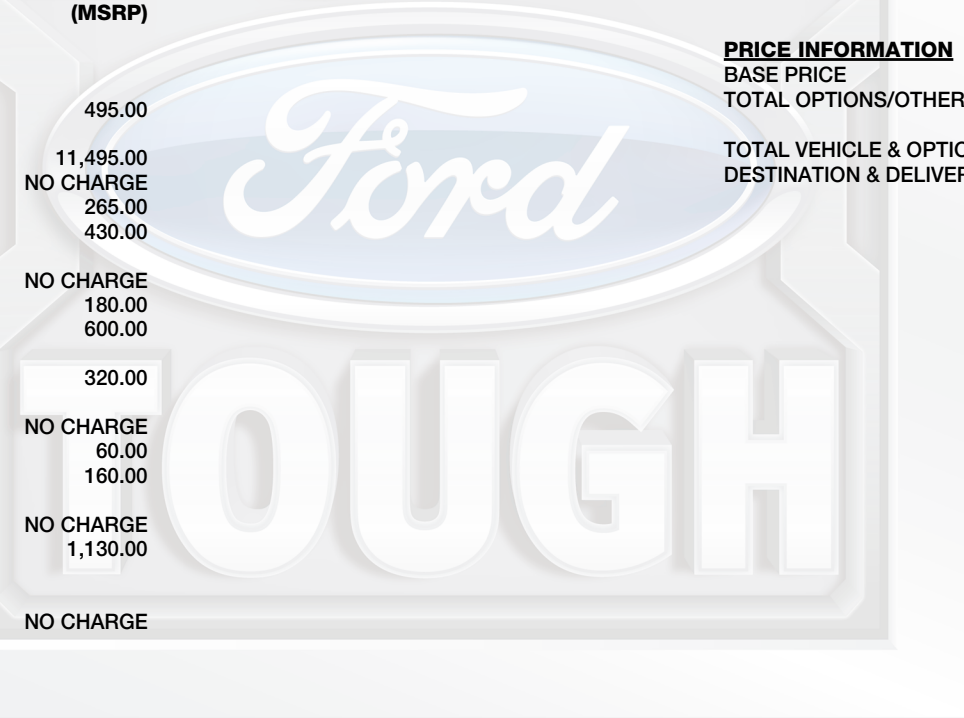 (MSRP)
495.00
11,495.00
NO CHARGE
265.00
430.00
NO CHARGE
180.00
600.00
320.00
NO CHARGE
60.00
160.00
NO CHARGE
1,130.00
NO CHARGE
PRICE INFORMATION
BASE PRICE
TOTAL OPTIONS/OTHER
TOTAL VEHICLE & OPTIO
DESTINATION & DELIVER
Ford
TOUGH